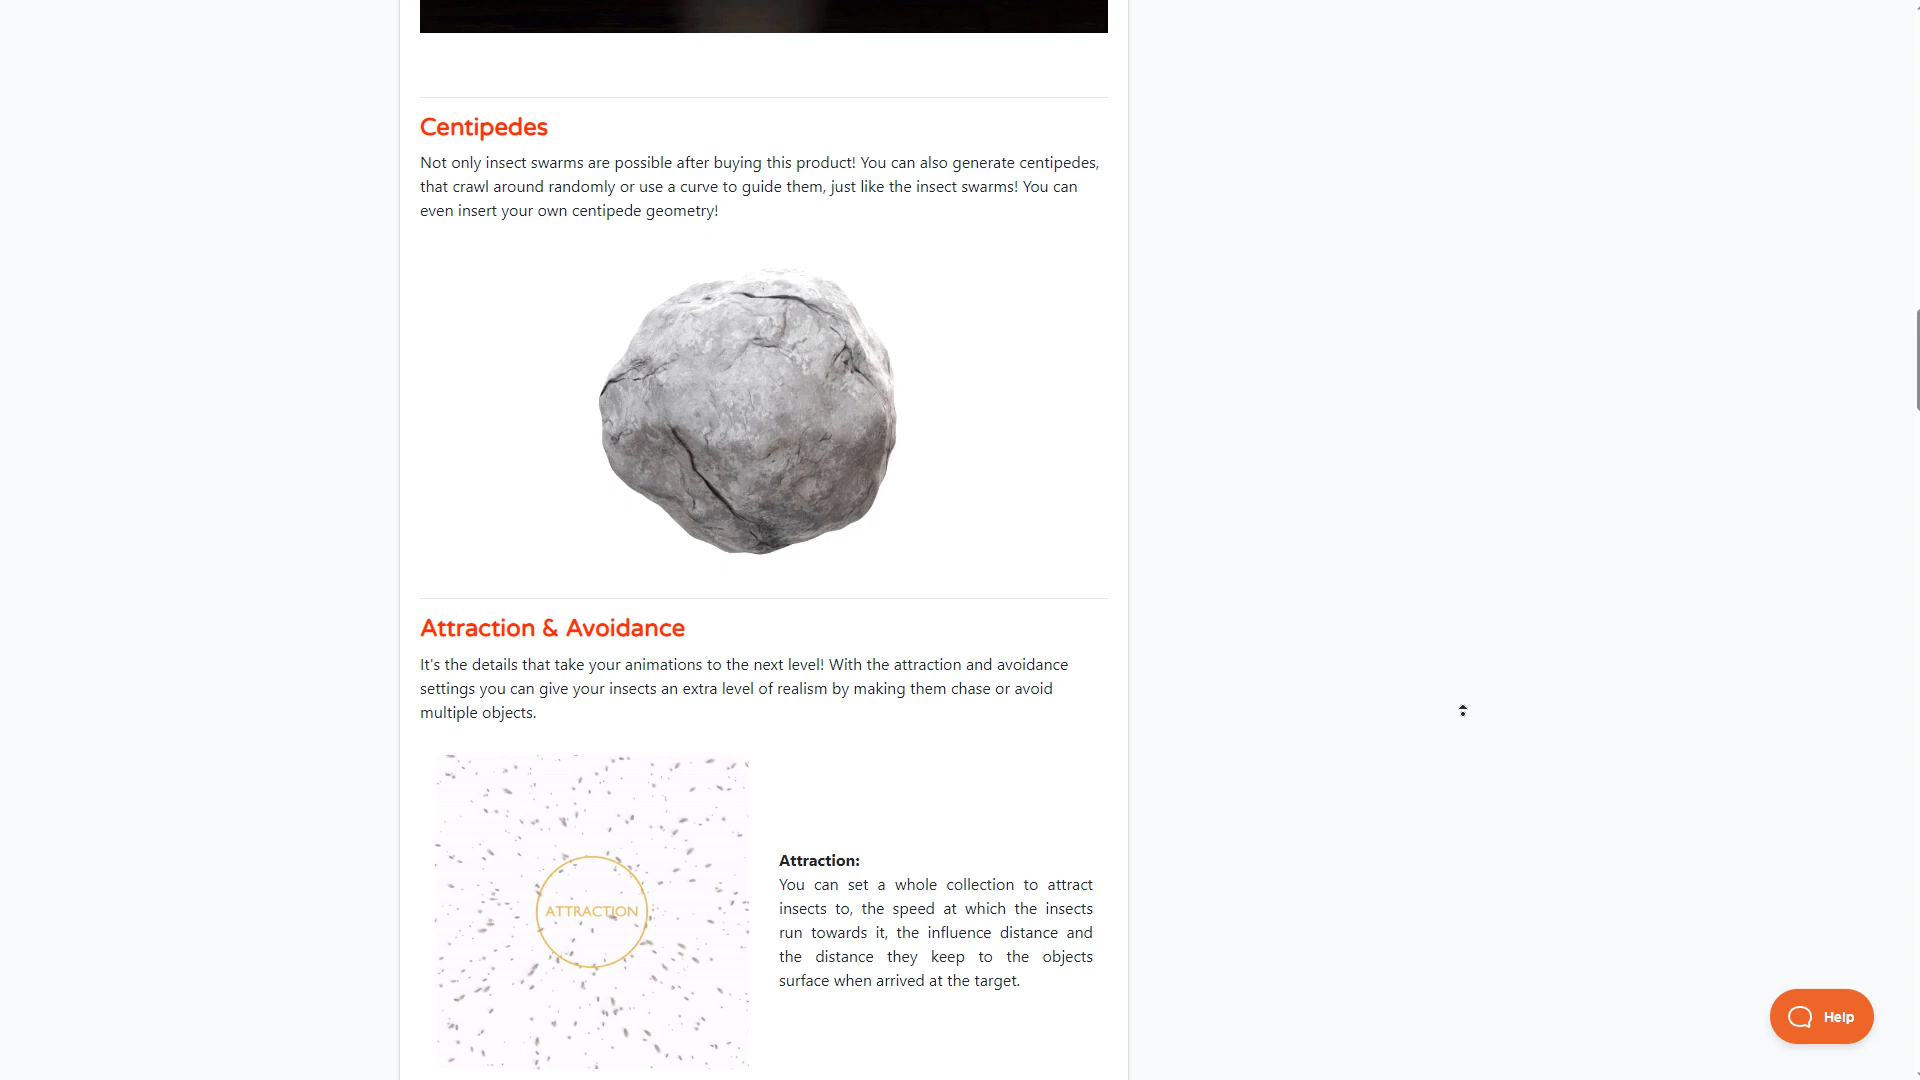 Centipedes
Not only insect swarms are possible after buying this product! You can also generate centipedes,
that crawl around randomly or use a curve to guide them, just like the insect swarms! You can
even insert your own centipede geometry!
Attraction & Avoidance
It's the details that take your animations to the next level! With the attraction and avoidance
settings you can give your insects an extra level of realism by making them chase or avoid
multiple objects.
ATTRACTION
Attraction:
You can set a whole collection to attract
insects to, the speed at which the insects
run towards it, the influence distance and
the distance they keep to the objects
surface when arrived at the target.
Help